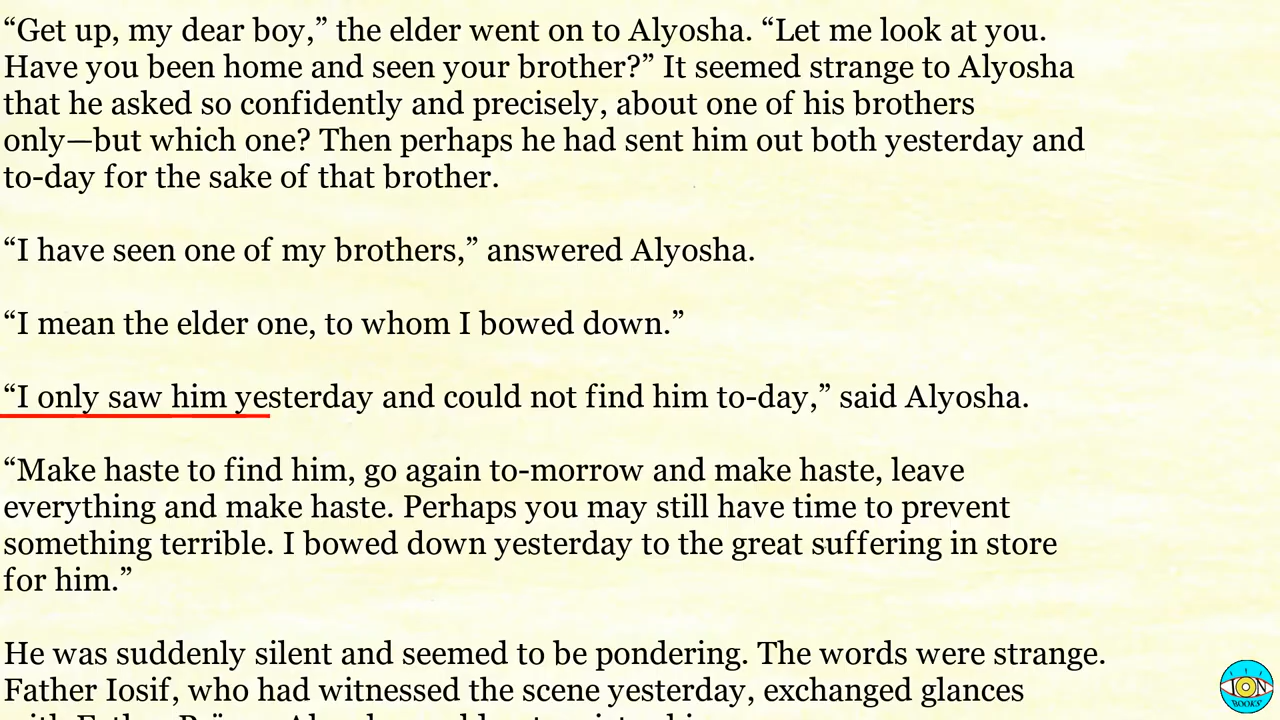 “Get up, my dear boy,” the elder went on to Alyosha. “Let me look at you.
Have you been home and seen your brother?” It seemed strange to Alyosha
that he asked so confidently and precisely, about one of his brothers
only—but which one? Then perhaps he had sent him out both yesterday and
to-day for the sake of that brother.
“I have seen one of my brothers,” answered Alyosha.
“I mean the elder one, to whom I bowed down.”
“I only saw him yesterday and could not find him to-day,” said Alyosha.
“Make haste to find him, go again to-morrow and make haste, leave
everything and make haste. Perhaps you may still have time to prevent
something terrible. I bowed down yesterday to the great suffering in store
for him.”
He was suddenly silent and seemed to be pondering. The words were strange.
Father Iosif, who had witnessed the scene yesterday, exchanged glances
ION
BOOKS